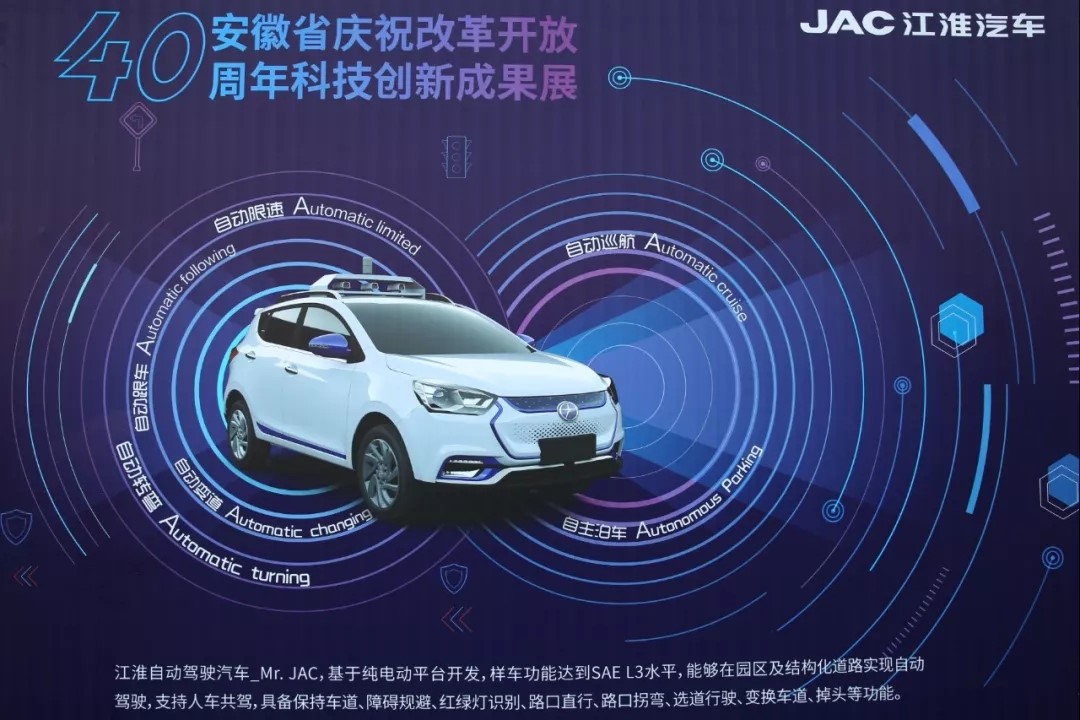 40
安徽省庆祝改革开放
周年科技创新成果展
JAC 江淮汽车
自动限速 Automatic limited
自动跟车 Automatic following
自动巡航 Automatic cruise
自动转弯 Automatic turning
自动变道 Automatic changing
自主泊车 Autonomous Parking
江淮自动驾驶汽车_Mr. JAC,基于纯电动平台开发,样车功能达到SAE L3水平,能够在园区及结构化道路实现自动
驾驶,支持人车共驾,具备保持车道、障碍规避、红绿灯识别、路口直行、路口拐弯、选道行驶、变换车道、掉头等功能。